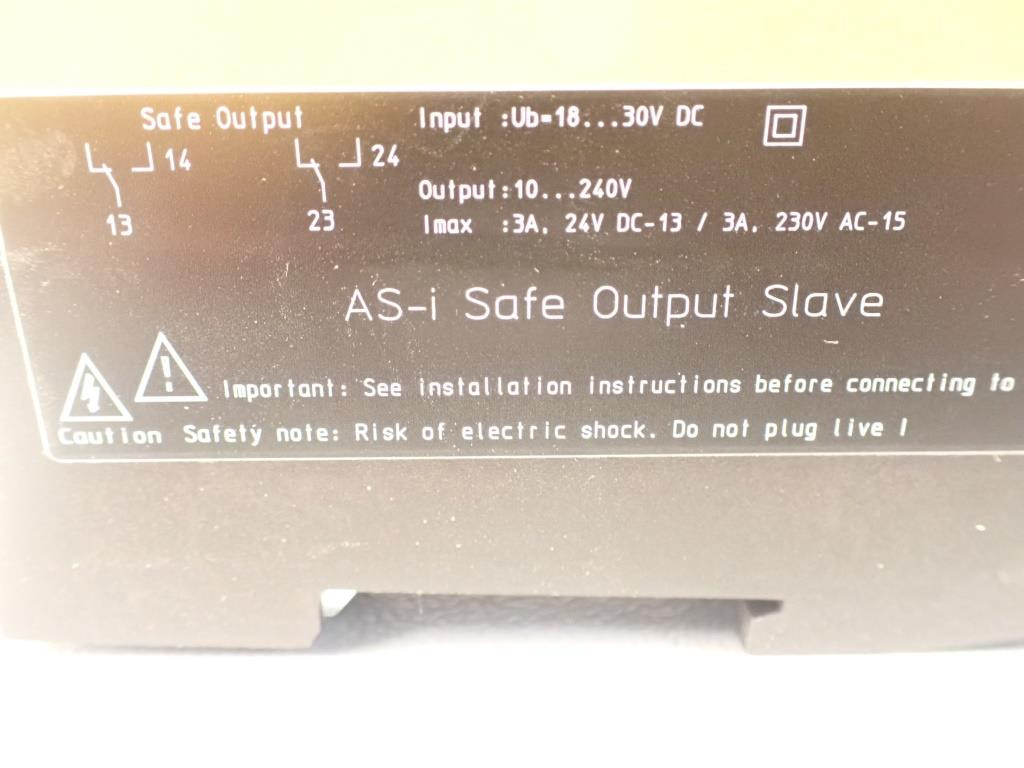 Safe Output
14 24
13 23
Input :Ub=18...30V DC
Output:10...240V
Imax :3A, 24V DC-13 / 3A, 230V AC-15
AS-i Safe Output Slave
Important: See installation instructions before connecting to
Caution Safety note: Risk of electric shock. Do not plug live !